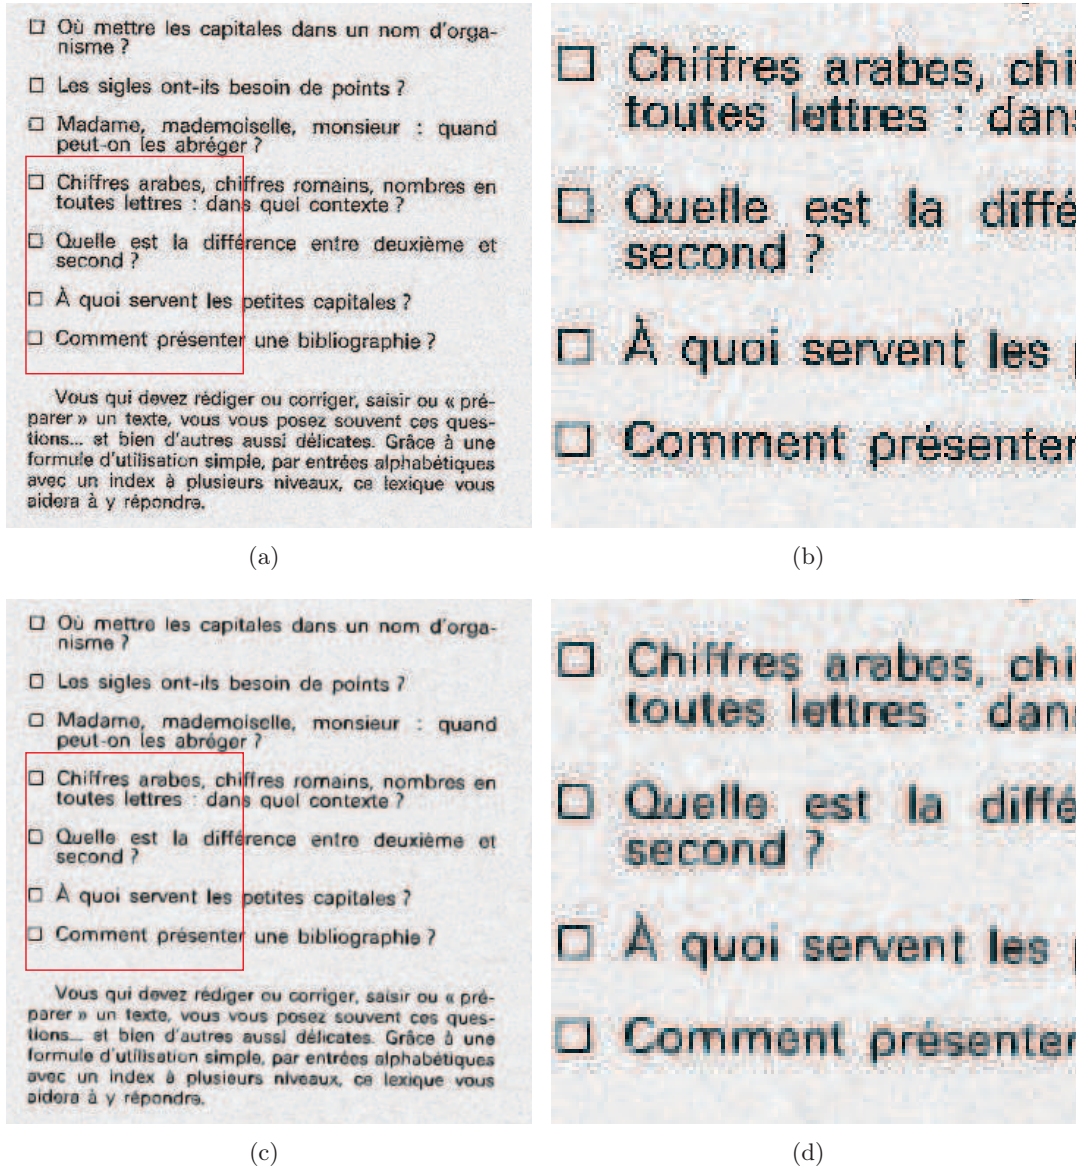 ☐ Où mettre les capitales dans un nom d'orga-
nisme ?
☐ Les sigles ont-ils besoin de points ?
☐ Madame, mademoiselle, monsieur : quand
peut-on les abréger ?
☐ Chiffres arabes, chiffres romains, nombres en
toutes lettres : dans quel contexte ?
☐ Quelle est la différence entre deuxième et
second ?
☐ À quoi servent les petites capitales ?
☐ Comment présenter une bibliographie ?
Vous qui devez rédiger ou corriger, saisir ou « pré-
parer » un texte, vous vous posez souvent ces ques-
tions... et bien d'autres aussi délicates. Grâce à une
formule d'utilisation simple, par entrées alphabétiques
avec un index à plusieurs niveaux, ce lexique vous
aidera à y répondre.
(a)
☐ Chiffres arabes, chi
toutes lettres : dans
☐ Quelle est la diffé
second ?
☐ À quoi servent les p
☐ Comment présenter
(b)
☐ Où mettre les capitales dans un nom d'orga-
nisme ?
☐ Les sigles ont-ils besoin de points ?
☐ Madame, mademoiselle, monsieur : quand
peut-on les abréger ?
☐ Chiffres arabes, chiffres romains, nombres en
toutes lettres : dans quel contexte ?
☐ Quelle est la différence entre deuxième et
second ?
☐ À quoi servent les petites capitales ?
☐ Comment présenter une bibliographie ?
Vous qui devez rédiger ou corriger, saisir ou « pré-
parer » un texte, vous vous posez souvent ces ques-
tions... et bien d'autres aussi délicates. Grâce à une
formule d'utilisation simple, par entrées alphabétiques
avec un index à plusieurs niveaux, ce lexique vous
aidera à y répondre.
(c)
☐ Chiffres arabes, chi
toutes lettres : dans
☐ Quelle est la diffé
second ?
☐ À quoi servent les p
☐ Comment présenter
(d)